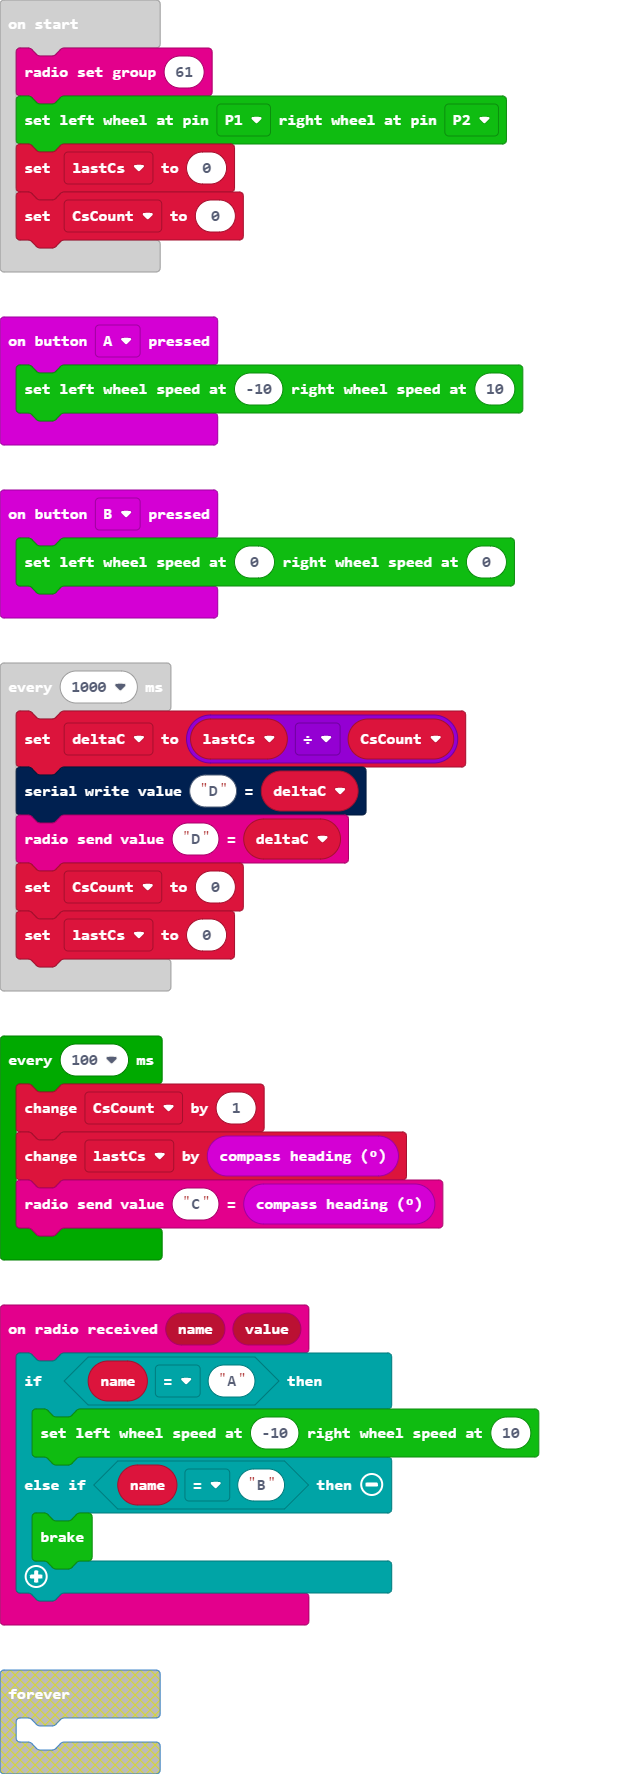 on start
radio set group 61
set left wheel at pin P1 right wheel at pin P2
set lastCs to 0
set CsCount to 0
on button A pressed
set left wheel speed at -10 right wheel speed at 10
on button B pressed
set left wheel speed at 0 right wheel speed at 0
every 1000 ms
set deltaC to lastCs ÷ CsCount
serial write value "D" = deltaC
radio send value "D" = deltaC
set CsCount to 0
set lastCs to 0
every 100 ms
change CsCount by 1
change lastCs by compass heading (º)
radio send value "C" = compass heading (º)
on radio received name value
if name = "A" then
set left wheel speed at -10 right wheel speed at 10
else if name = "B" then
brake
forever